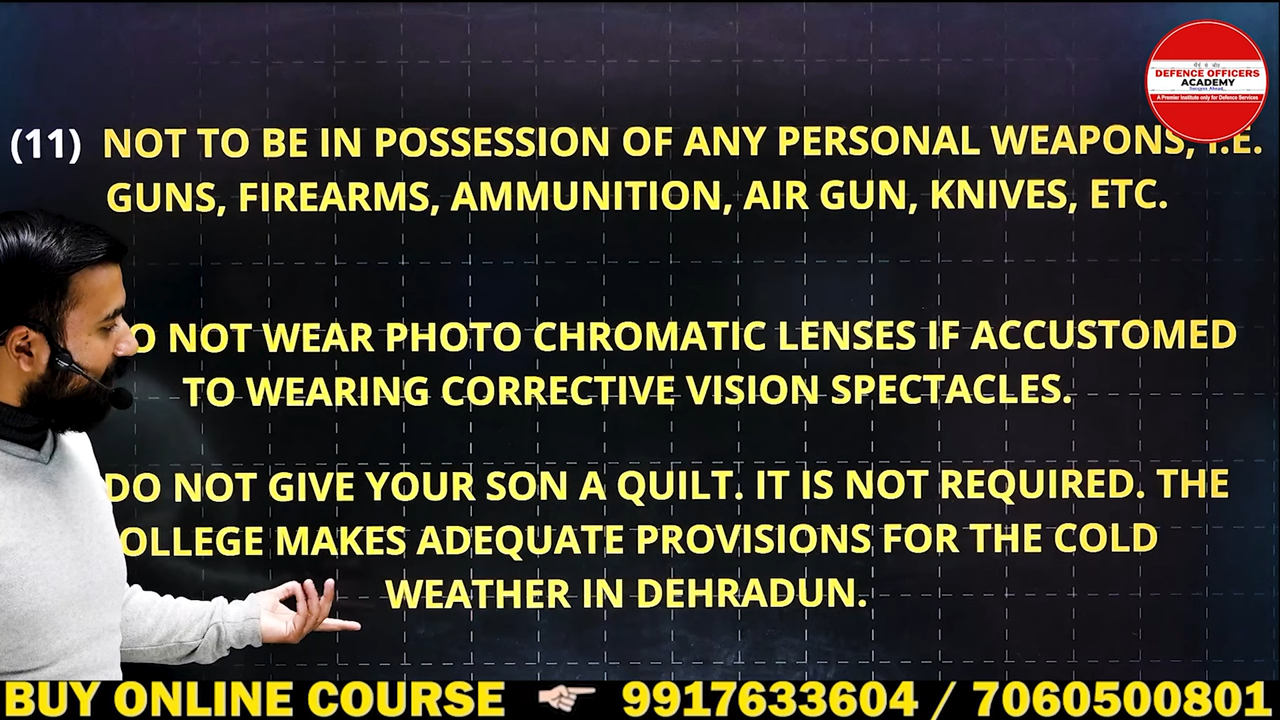 DEFENCE OFFICERS
ACADEMY
Success Ahead...
A Premier Institute only for Defence Services
(11) NOT TO BE IN POSSESSION OF ANY PERSONAL WEAPONS, I.E.
GUNS, FIREARMS, AMMUNITION, AIR GUN, KNIVES, ETC.
O NOT WEAR PHOTO CHROMATIC LENSES IF ACCUSTOMED
TO WEARING CORRECTIVE VISION SPECTACLES.
DO NOT GIVE YOUR SON A QUILT. IT IS NOT REQUIRED. THE
OLLEGE MAKES ADEQUATE PROVISIONS FOR THE COLD
WEATHER IN DEHRADUN.
BUY ONLINE COURSE 9917633604 / 7060500801